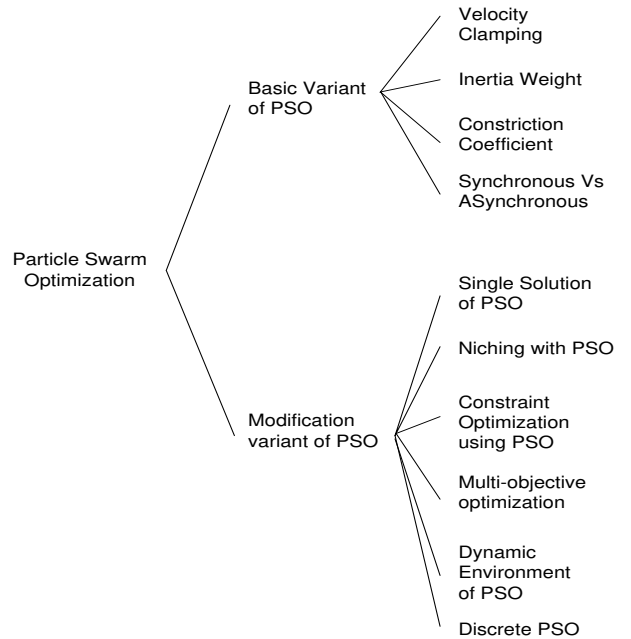 Particle Swarm
Optimization
Basic Variant
of PSO
Velocity
Clamping
Inertia Weight
Constriction
Coefficient
Synchronous Vs
ASynchronous
Modification
variant of PSO
Single Solution
of PSO
Niching with PSO
Constraint
Optimization
using PSO
Multi-objective
optimization
Dynamic
Environment
of PSO
Discrete PSO